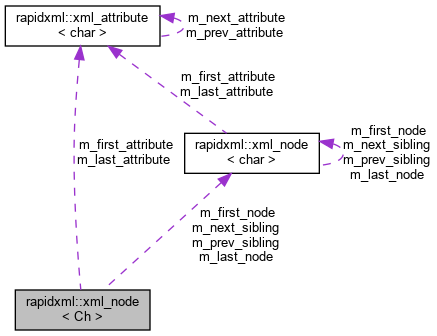 rapidxml::xml_attribute
< char >
m_next_attribute
m_prev_attribute
m_first_attribute
m_last_attribute
m_first_attribute
m_last_attribute
rapidxml::xml_node
< char >
m_first_node
m_next_sibling
m_prev_sibling
m_last_node
m_first_node
m_next_sibling
m_prev_sibling
m_last_node
rapidxml::xml_node
< Ch >